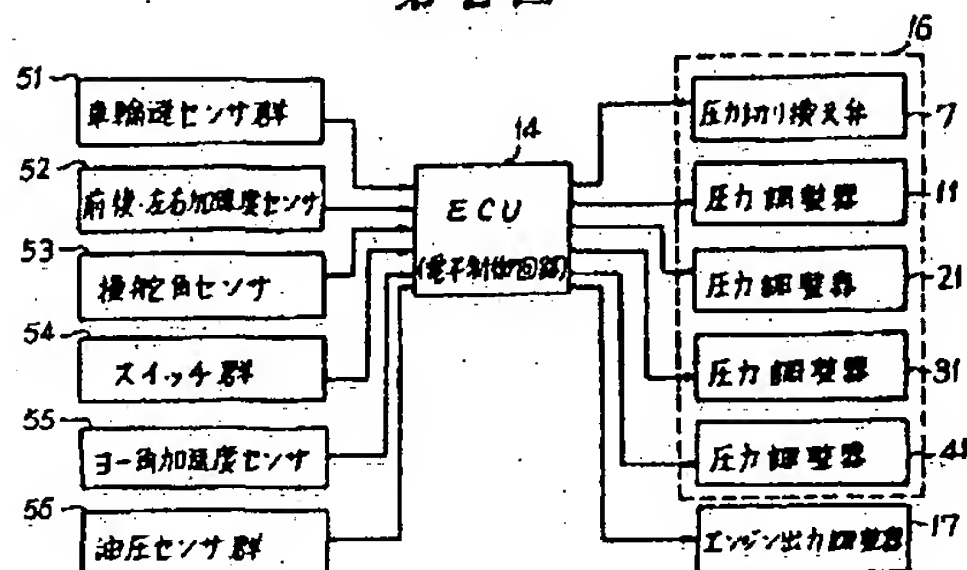 16
51
車輪速センサ群
圧力切り換え弁
7
52
14
前後・左右加速度センサ
ECU
(電子制御回路)
圧力調整器
11
53
操舵角センサ
圧力調整器
21
54
スイッチ群
圧力調整器
31
55
ヨー角加速度センサ
圧力調整器
41
56
油圧センサ群
エンジン出力調整器
17